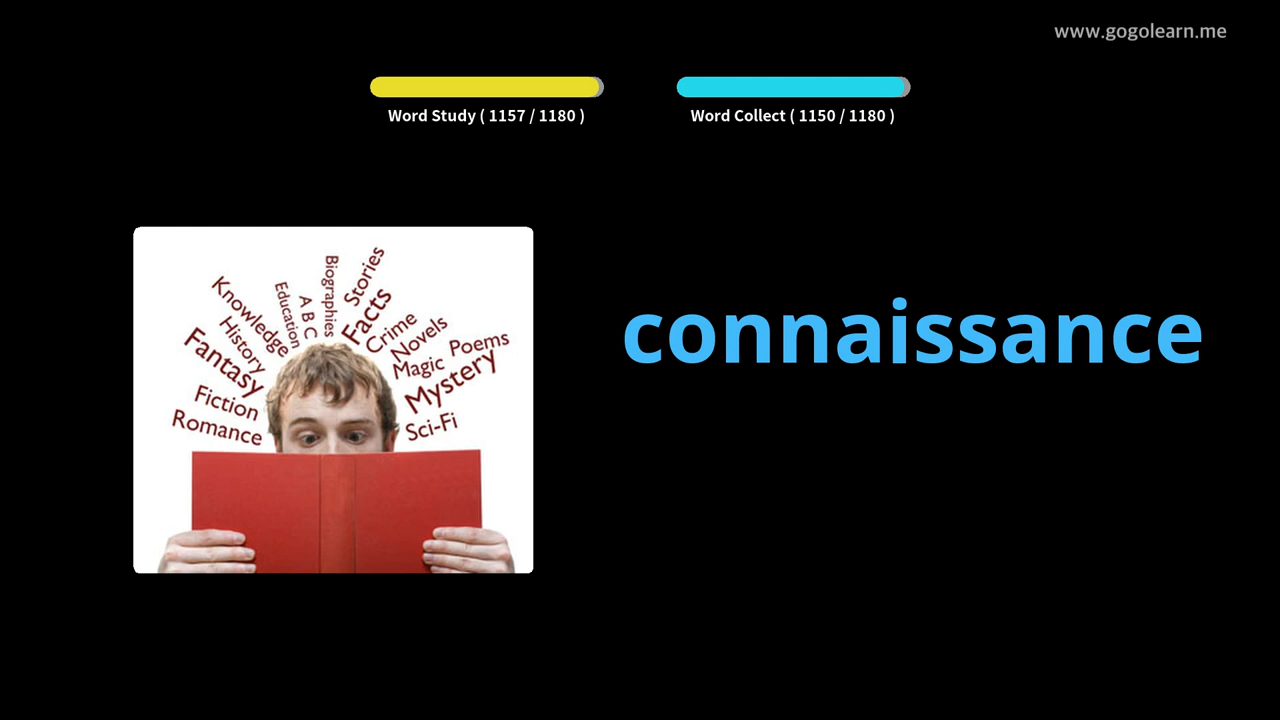 www.gogolearn.me
Word Study ( 1157 / 1180 )
Word Collect ( 1150 / 1180 )
connaissance
Romance
Fiction
Fantasy
History
Knowledge
Education
A B C
Biographies
Stories
Facts
Crime
Novels
Magic
Poems
Mystery
Sci-Fi